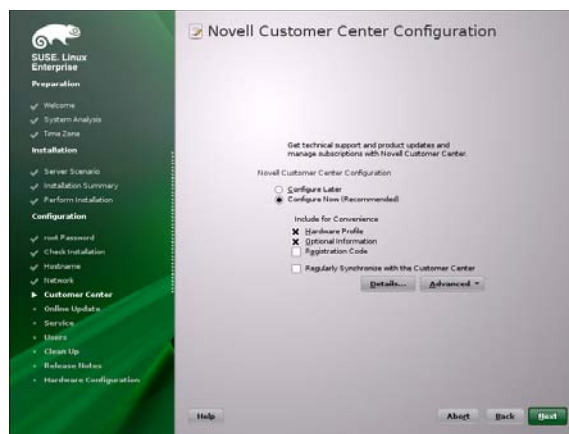 SUSE. Linux
Enterprise
Preparation
Welcome
System Analysis
Time Zone
Installation
Server Scenario
Installation Summary
Perform Installation
Configuration
root Password
Check Installation
Hostname
Network
Customer Center
Online Update
Service
Users
Clean Up
Release Notes
Hardware Configuration
Novell Customer Center Configuration
Get technical support and product updates and
manage subscriptions with Novell Customer Center.
Novell Customer Center Configuration
Configure Later
Configure Now (Recommended)
Include for Convenience
Hardware Profile
Optional Information
Registration Code
Regularly Synchronize with the Customer Center
Details...
Advanced
Help
Abort
Back
Next